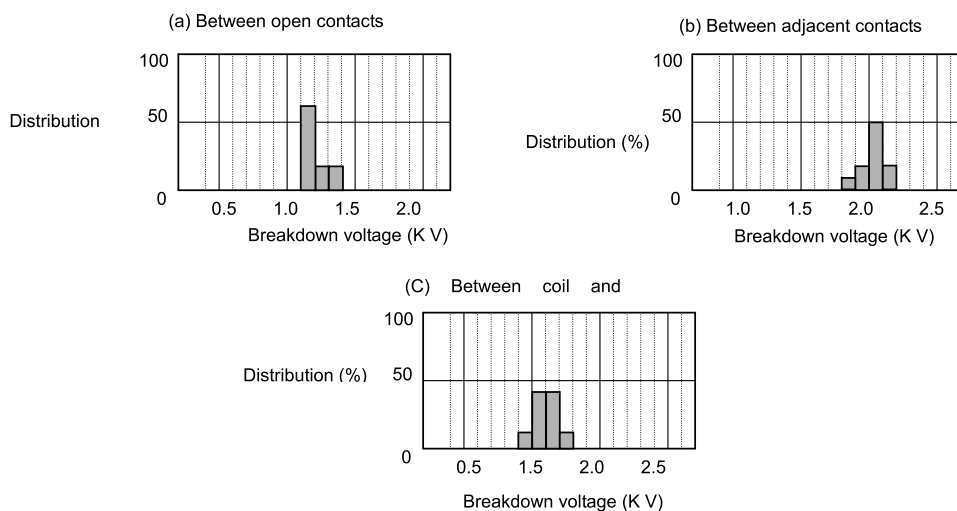 (a) Between open contacts
100
50
0
Distribution
0.5 1.0 1.5 2.0
Breakdown voltage (K V)
(b) Between adjacent contacts
100
50
0
Distribution (%)
1.0 1.5 2.0 2.5
Breakdown voltage (K V)
(C) Between coil and
100
50
0
Distribution (%)
0.5 1.5 2.0 2.5
Breakdown voltage (K V)